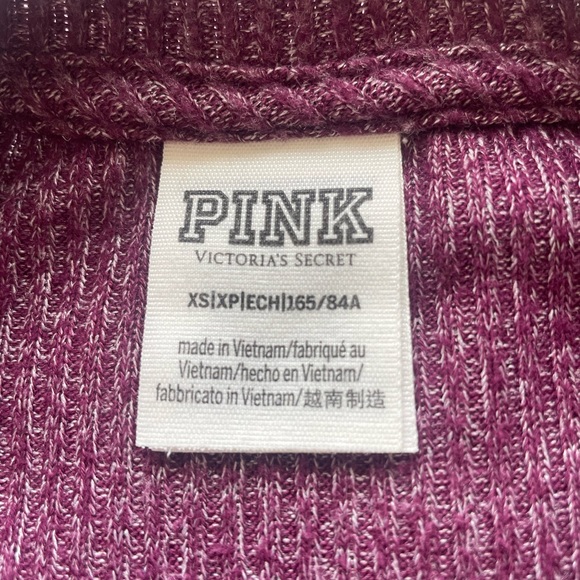 PINK
VICTORIA'S SECRET
XS|XP|ECH|165/84A
made in Vietnam/fabriqué au
Vietnam/hecho en Vietnam/
fabbricato in Vietnam/越南制造